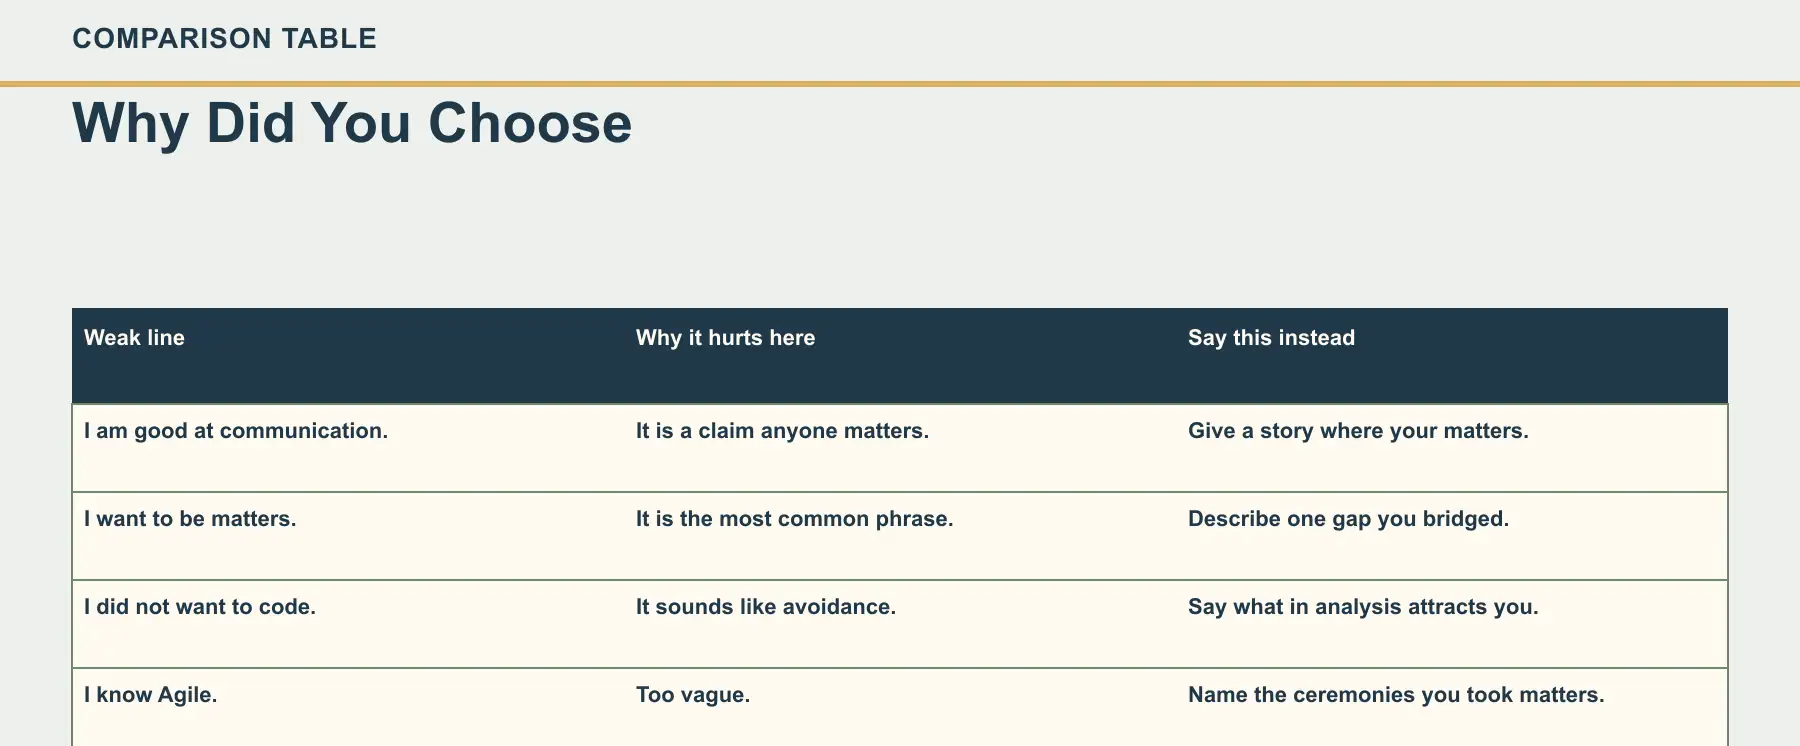 COMPARISON TABLE
Why Did You Choose
Weak line Why it hurts here Say this instead
I am good at communication. It is a claim anyone matters. Give a story where your matters.
I want to be matters. It is the most common phrase. Describe one gap you bridged.
I did not want to code. It sounds like avoidance. Say what in analysis attracts you.
I know Agile. Too vague. Name the ceremonies you took matters.